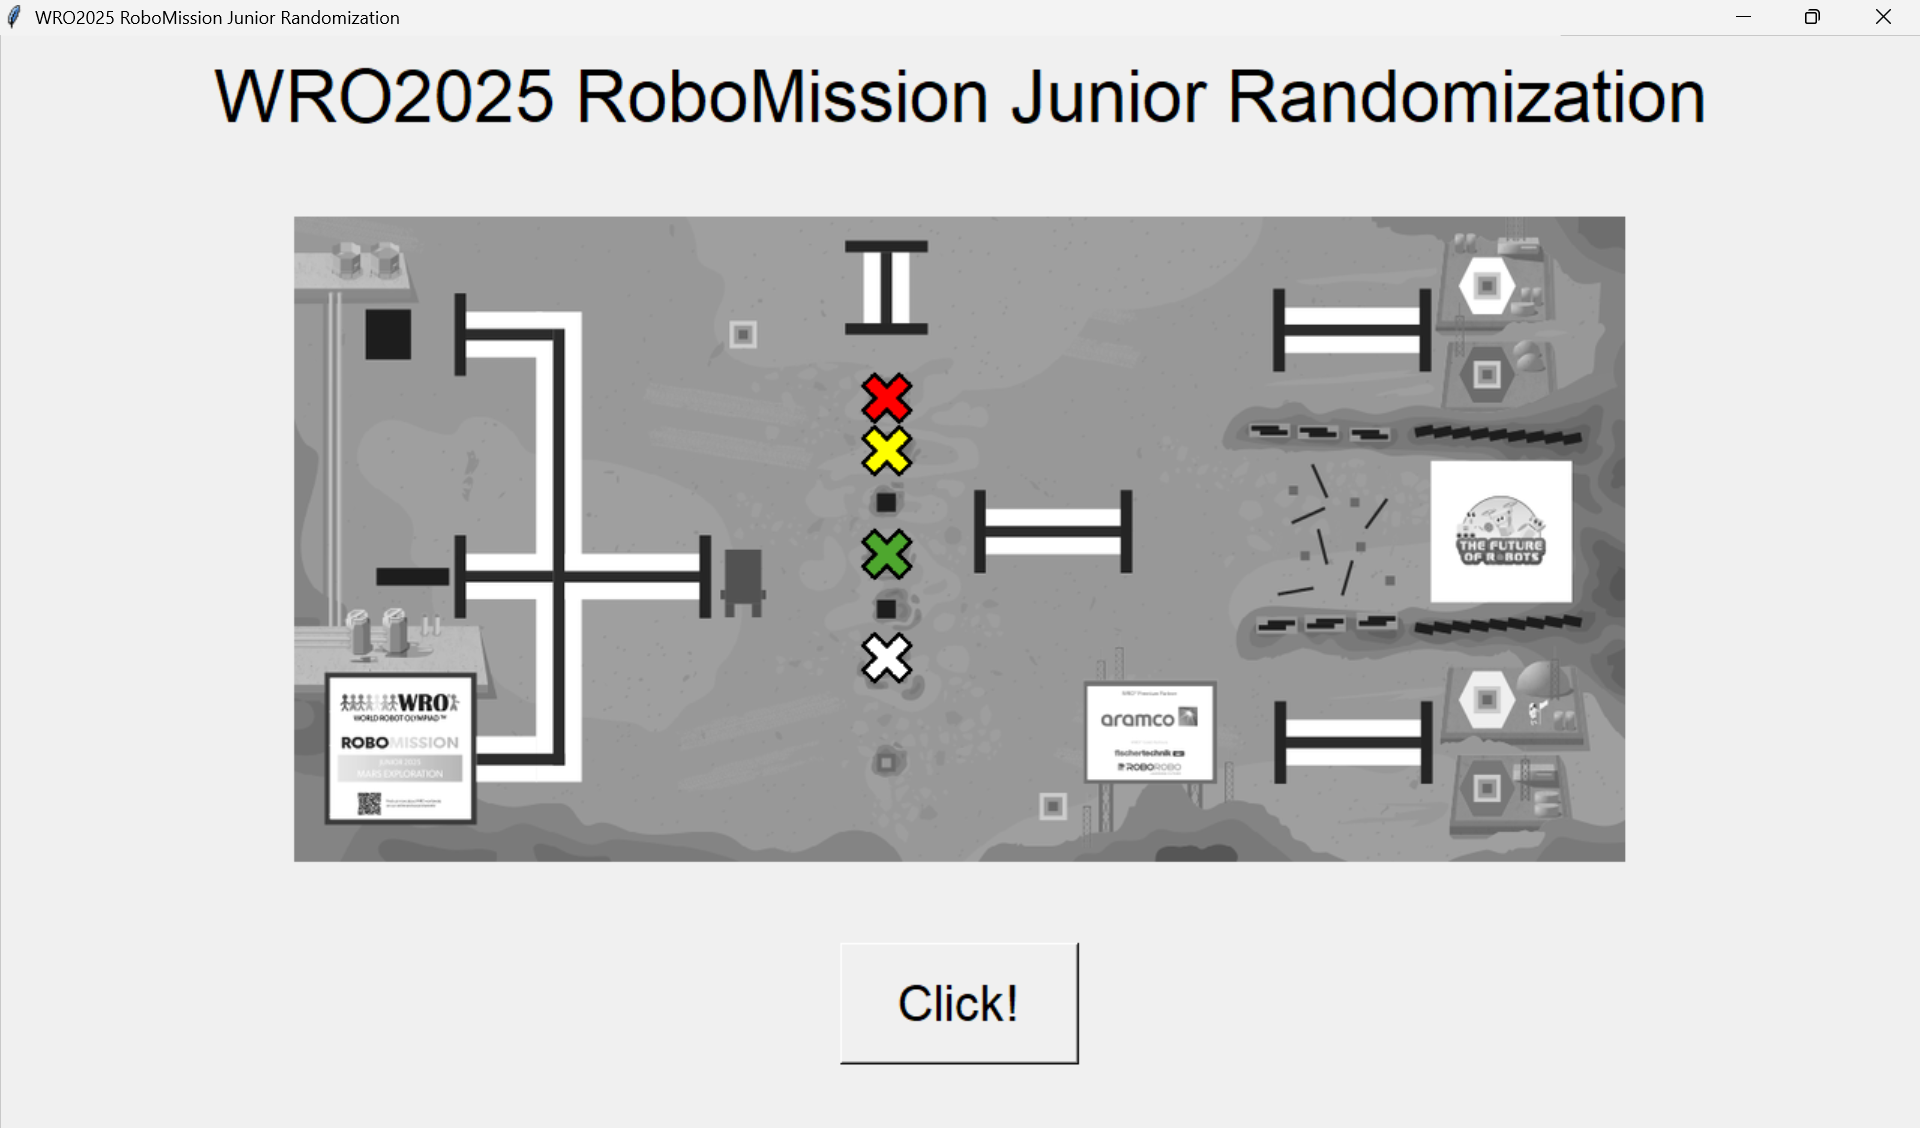 WRO2025 RoboMission Junior Randomization
WRO2025 RoboMission Junior Randomization
THE FUTURE
OF ROBOTS
WRO
WORLD ROBOT OLYMPIAD™
ROBOMISSION
JUNIOR 2025
MARS EXPLORATION
aramco
fischertechnik
ROBOROBO
Click!